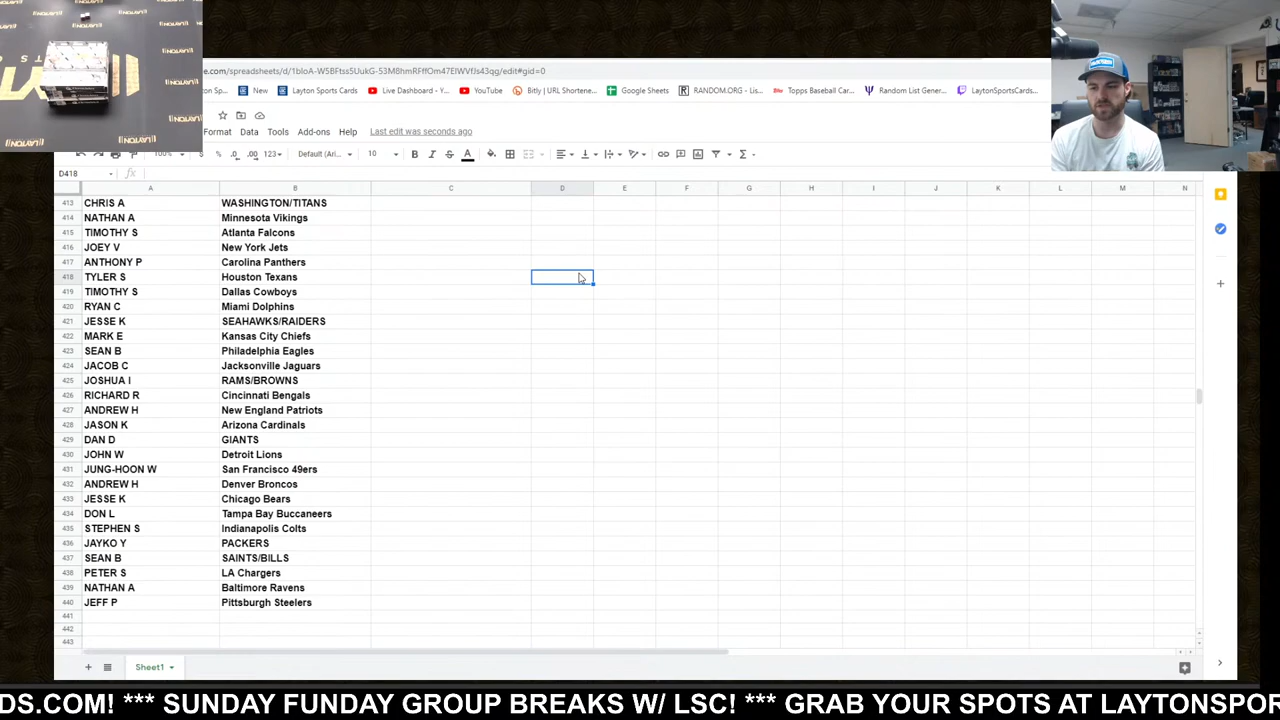 .com/spreadsheets/d/1bloA-W5BFtss5UukG-53M8hmRFffOm47EIWVfJs43qg/edit#gid=0
New Layton Sports Cards Live Dashboard - Y... YouTube Bitly | URL Shortene... Google Sheets RANDOM.ORG - Lis... Topps Baseball Car... Random List Gener... LaytonSportsCards...
Format Data Tools Add-ons Help Last edit was seconds ago
100% % .0 .00 123 Default (Ari... 10 B I S A
D418 fx
A B C D E F G H I J K L M N
413 CHRIS A WASHINGTON/TITANS
414 NATHAN A Minnesota Vikings
415 TIMOTHY S Atlanta Falcons
416 JOEY V New York Jets
417 ANTHONY P Carolina Panthers
418 TYLER S Houston Texans
419 TIMOTHY S Dallas Cowboys
420 RYAN C Miami Dolphins
421 JESSE K SEAHAWKS/RAIDERS
422 MARK E Kansas City Chiefs
423 SEAN B Philadelphia Eagles
424 JACOB C Jacksonville Jaguars
425 JOSHUA I RAMS/BROWNS
426 RICHARD R Cincinnati Bengals
427 ANDREW H New England Patriots
428 JASON K Arizona Cardinals
429 DAN D GIANTS
430 JOHN W Detroit Lions
431 JUNG-HOON W San Francisco 49ers
432 ANDREW H Denver Broncos
433 JESSE K Chicago Bears
434 DON L Tampa Bay Buccaneers
435 STEPHEN S Indianapolis Colts
436 JAYKO Y PACKERS
437 SEAN B SAINTS/BILLS
438 PETER S LA Chargers
439 NATHAN A Baltimore Ravens
440 JEFF P Pittsburgh Steelers
441
442
443
Sheet1
DS.COM! *** SUNDAY FUNDAY GROUP BREAKS W/ LSC! *** GRAB YOUR SPOTS AT LAYTONSPOR